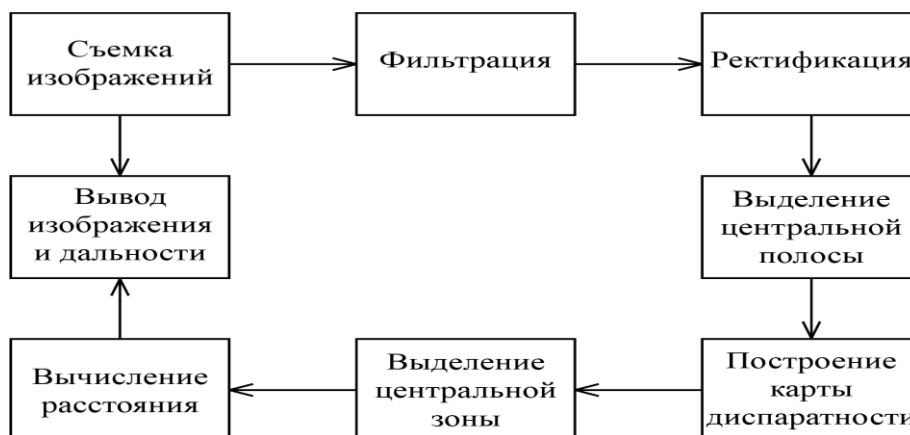 Съемка
изображений
Фильтрация
Ректификация
Вывод
изображения
и дальности
Выделение
центральной
полосы
Вычисление
расстояния
Выделение
центральной
зоны
Построение
карты
диспаратности